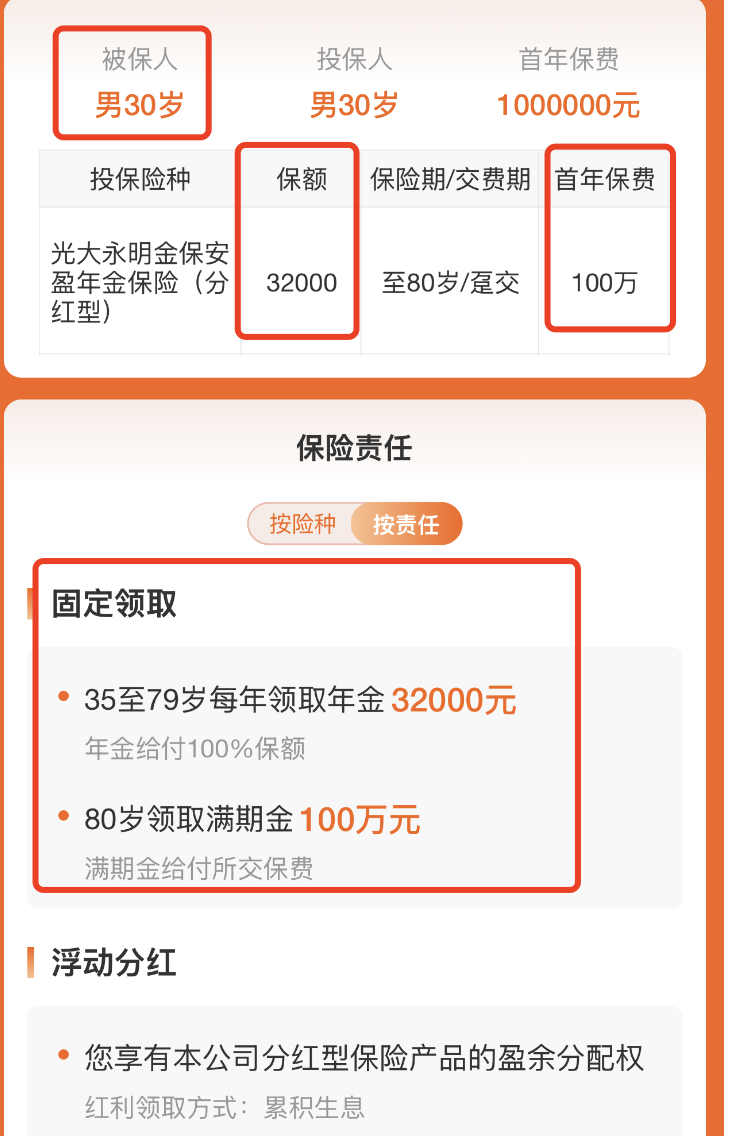 被保人 投保人 首年保费
男30岁 男30岁 1000000元
投保险种 保额 保险期/交费期 首年保费
光大永明金保安
盈年金保险（分
红型） 32000 至80岁/趸交 100万
保险责任
按险种 按责任
固定领取
35至79岁每年领取年金 32000元
年金给付100%保额
80岁领取满期金 100万元
满期金给付所交保费
浮动分红
您享有本公司分红型保险产品的盈余分配权
红利领取方式：累积生息